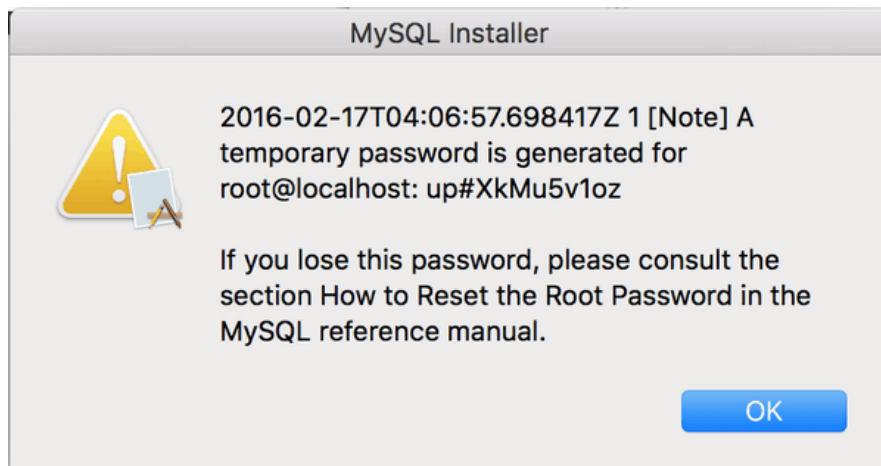 MySQL Installer
2016-02-17T04:06:57.698417Z 1 [Note] A
temporary password is generated for
root@localhost: up#XkMu5v1oz
If you lose this password, please consult the
section How to Reset the Root Password in the
MySQL reference manual.
OK